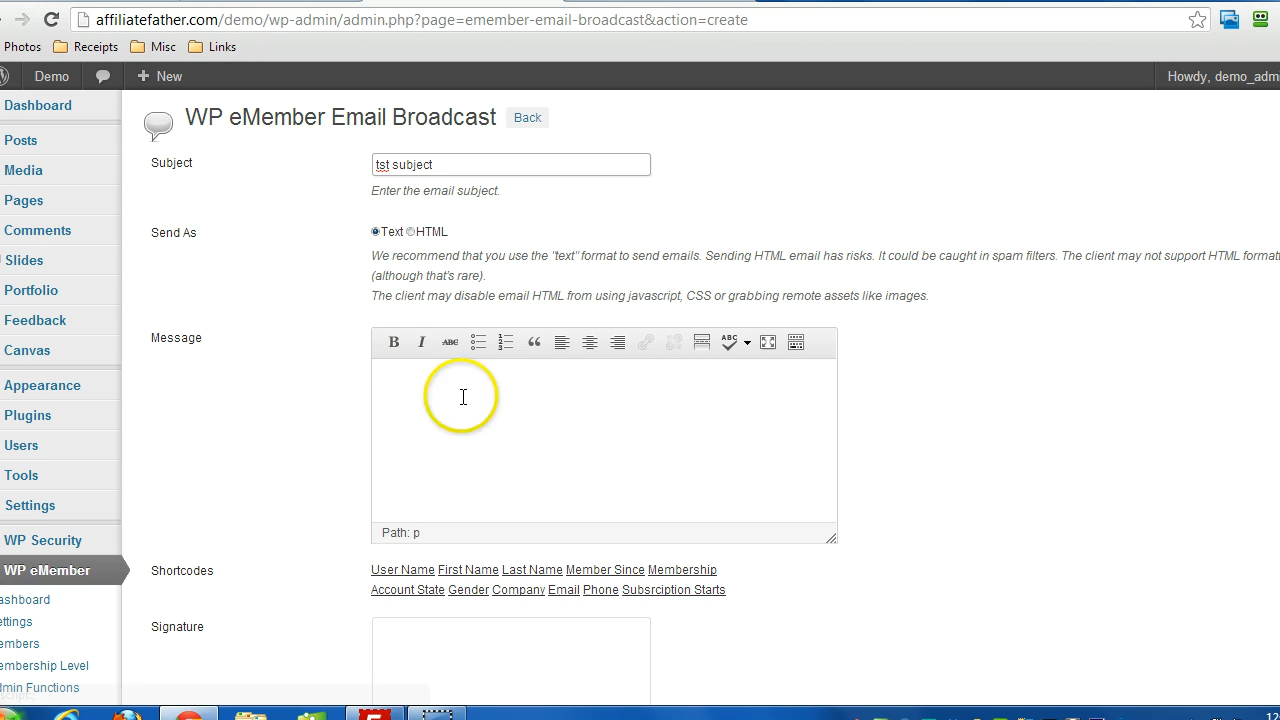 affiliatefather.com/demo/wp-admin/admin.php?page=emember_email-broadcast&action=create
Photos Receipts Misc Links
Demo + New Howdy, demo_adm
Dashboard
Posts
Media
Pages
Comments
Slides
Portfolio
Feedback
Canvas
Appearance
Plugins
Users
Tools
Settings
WP Security
WP eMember
ashboard
ettings
embers
embership Level
dmin Functions
WP eMember Email Broadcast Back
Subject tst subject
Enter the email subject.
Send As Text HTML
We recommend that you use the "text" format to send emails. Sending HTML email has risks. It could be caught in spam filters. The client may not support HTML format
(although that's rare).
The client may disable email HTML from using javascript, CSS or grabbing remote assets like images.
Message
B I ABC ABC
Path: p
Shortcodes User Name First Name Last Name Member Since Membership
Account State Gender Company Email Phone Subsrciption Starts
Signature